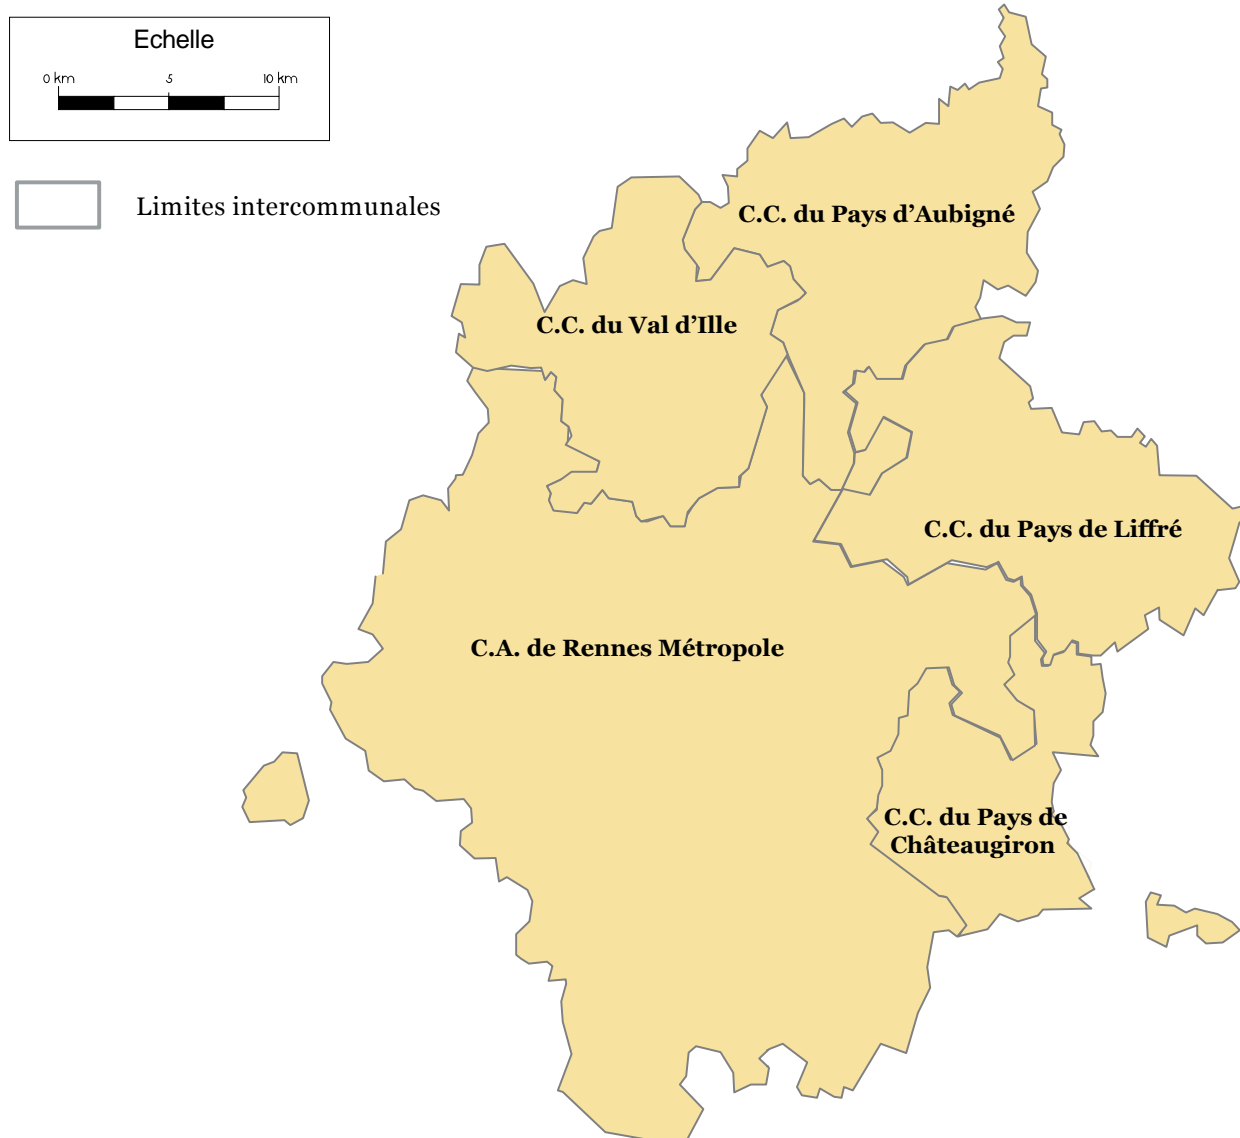 Echelle
0 km 5 10 km
Limites intercommunales
C.C. du Pays d’Aubigné
C.C. du Val d’Ille
C.C. du Pays de Liffré
C.A. de Rennes Métropole
C.C. du Pays de
Châteaugiron